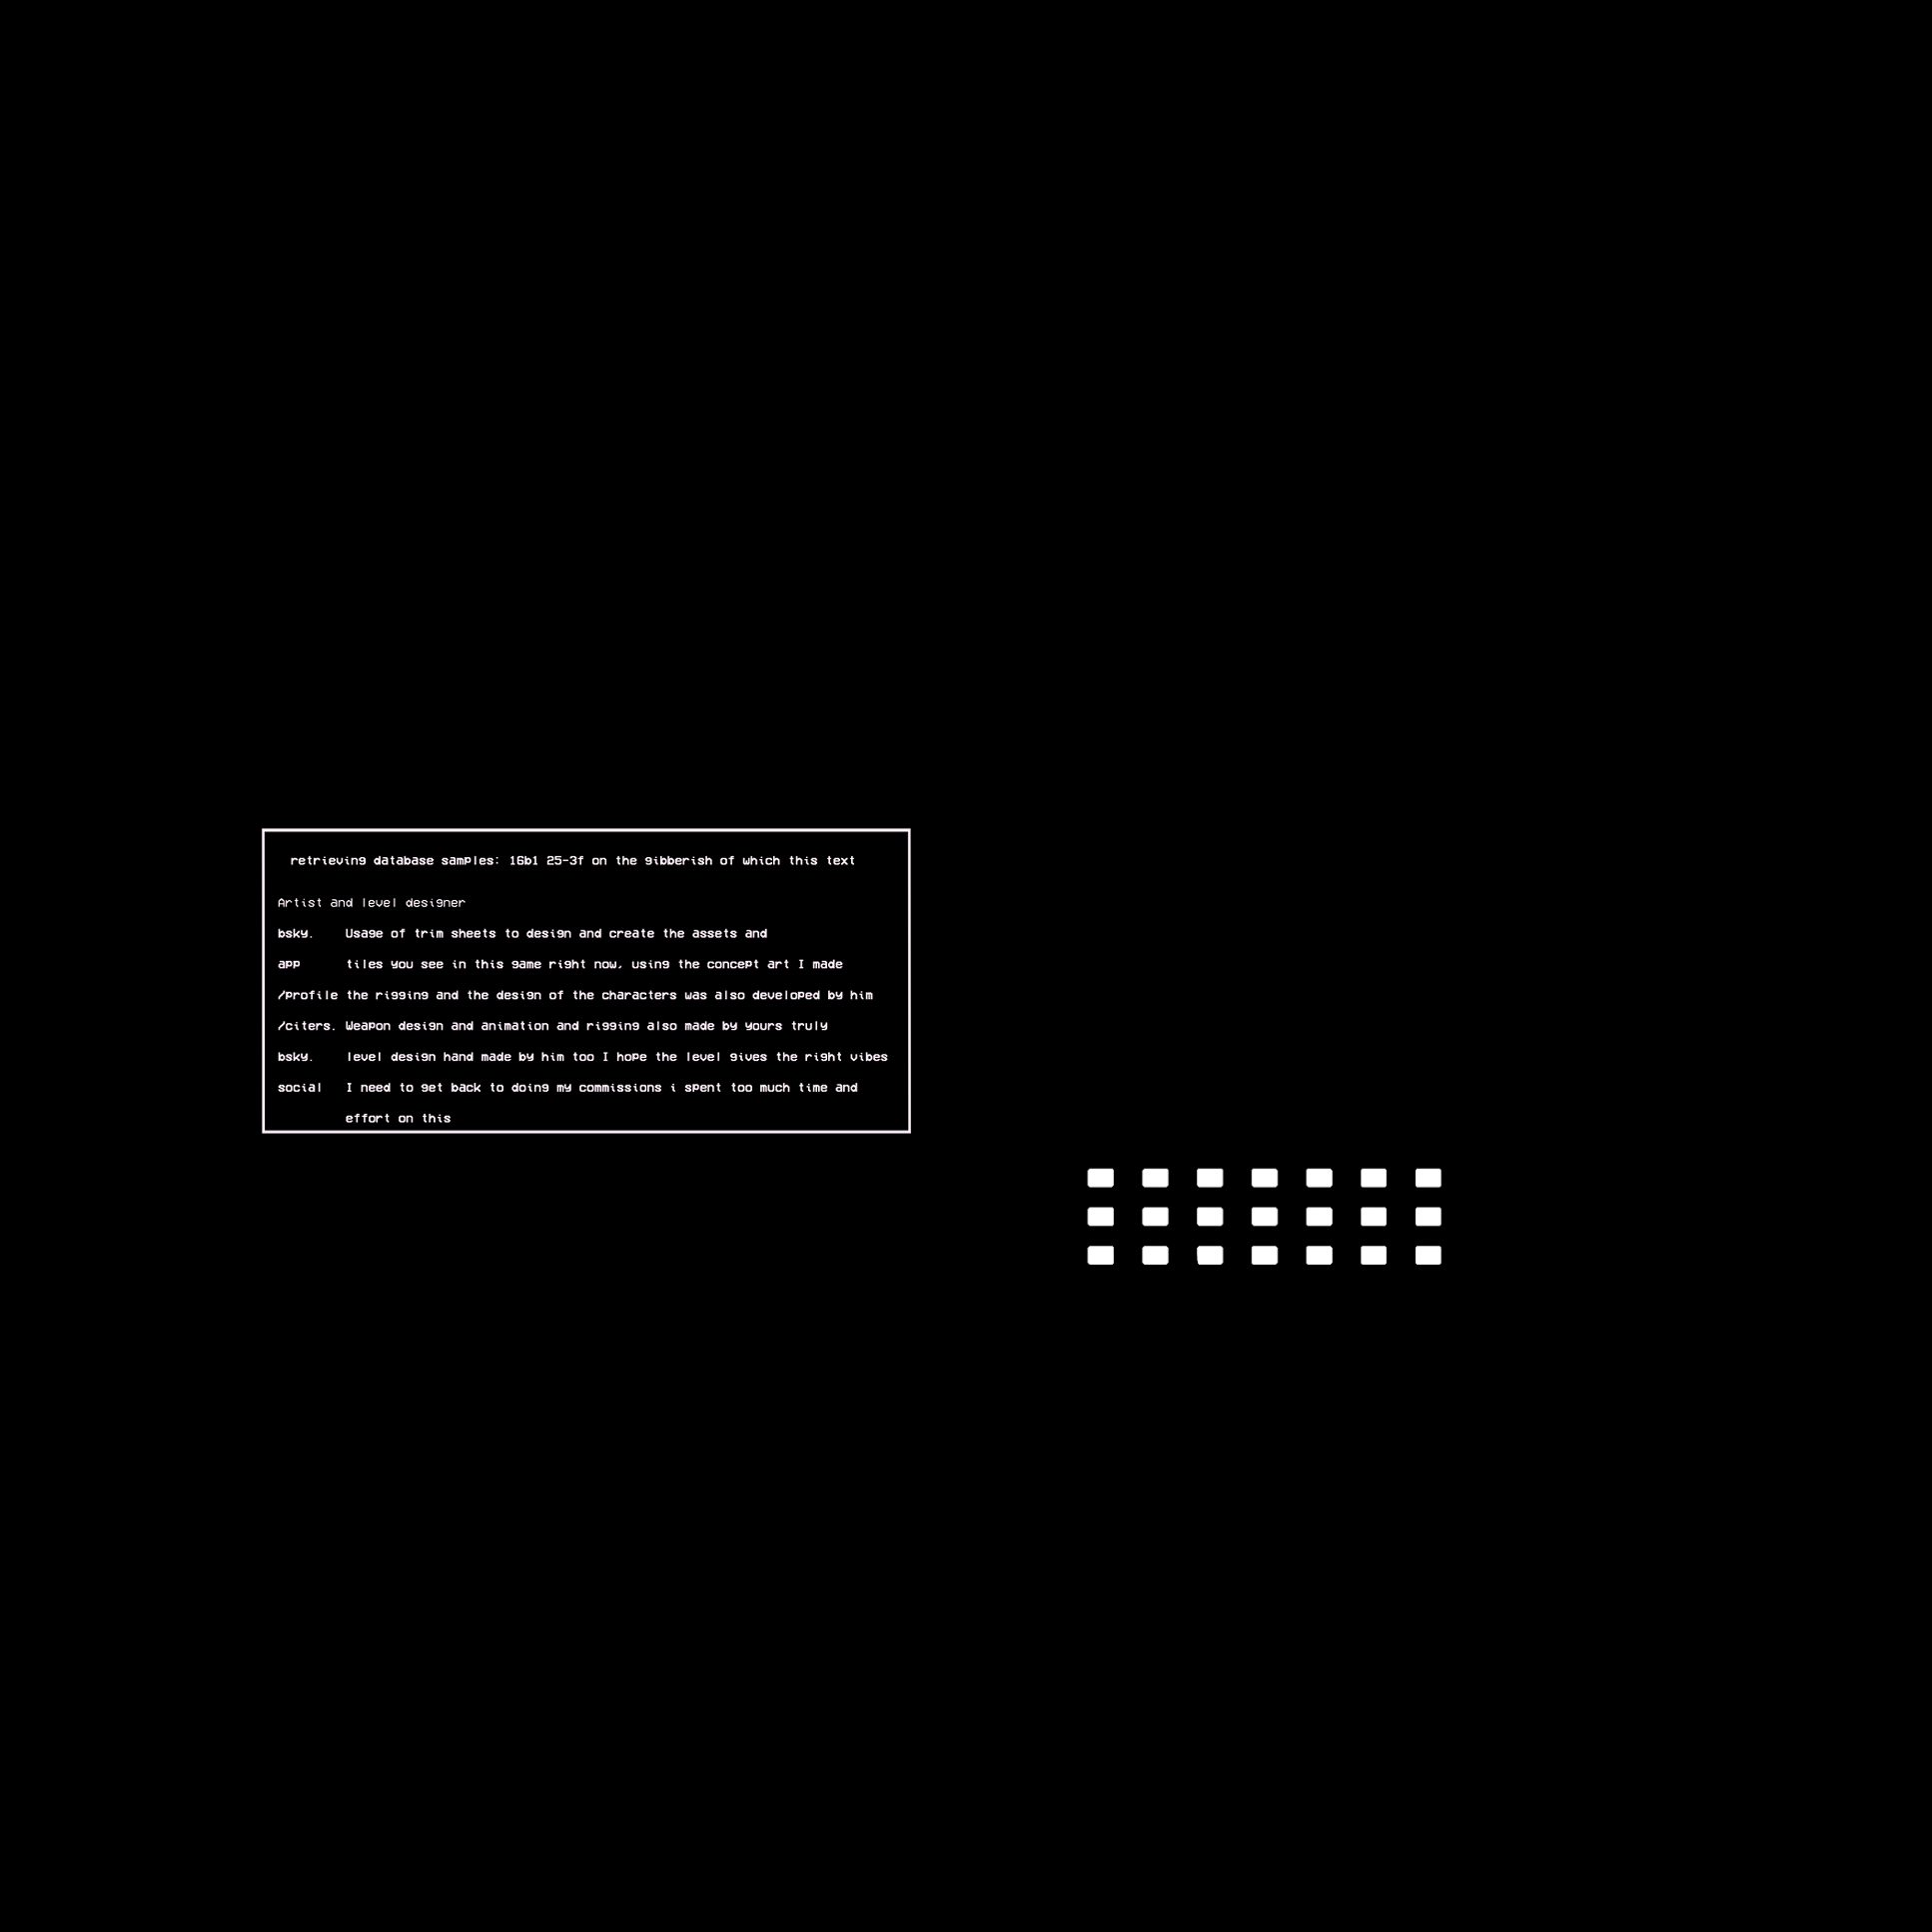 retrieving database samples: 16b1 25-3f on the gibberish of which this text
Artist and level designer
bsky. Usage of trim sheets to design and create the assets and
app tiles you see in this game right now, using the concept art I made
/profile the rigging and the design of the characters was also developed by him
/citers. Weapon design and animation and rigging also made by yours truly
bsky. level design hand made by him too I hope the level gives the right vibes
social I need to get back to doing my commissions i spent too much time and
effort on this